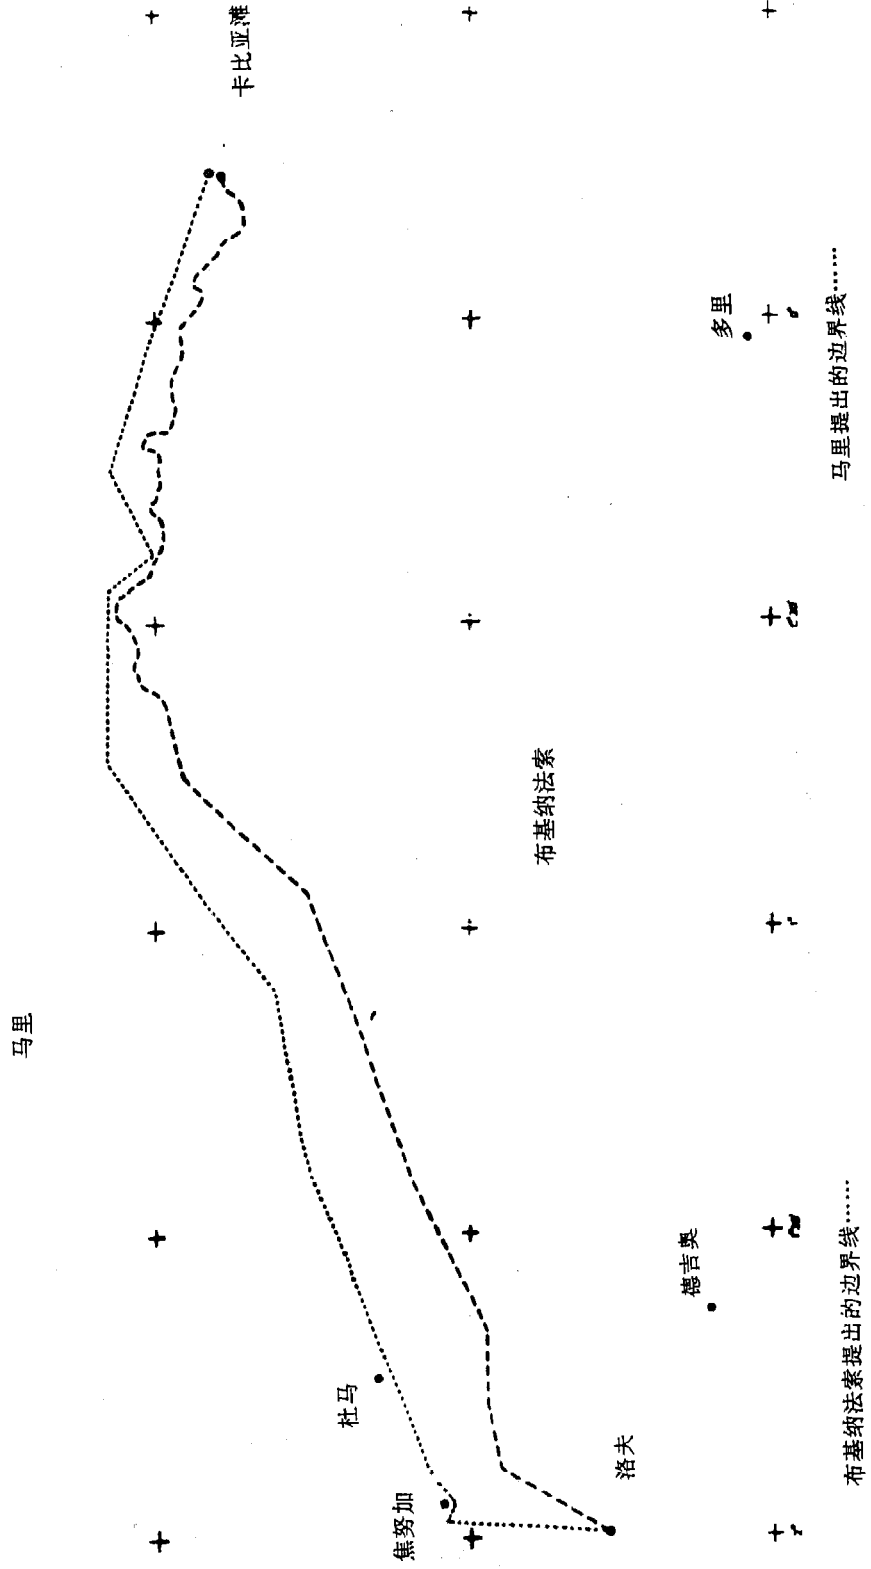 马里
卡比亚滩
焦努加
杜马
布基纳法索
洛夫
德吉奥
多里
布基纳法索提出的边界线……
马里提出的边界线……